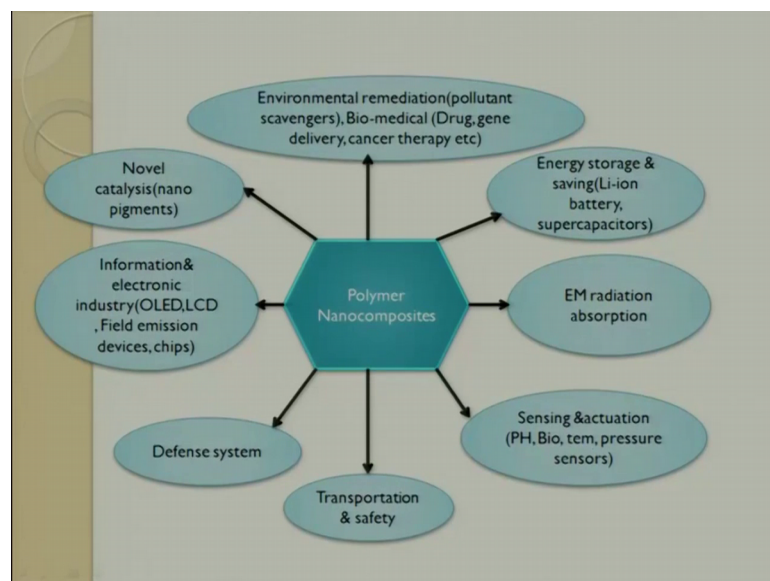 Environmental remediation(pollutant
scavengers), Bio-medical (Drug, gene
delivery, cancer therapy etc)
Novel
catalysis(nano
pigments)
Energy storage &
saving(Li-ion
battery,
supercapacitors)
Information&
electronic
industry(OLED,LCD
, Field emission
devices, chips)
Polymer
Nanocomposites
EM radiation
absorption
Sensing &actuation
(PH, Bio, tem, pressure
sensors)
Defense system
Transportation
& safety